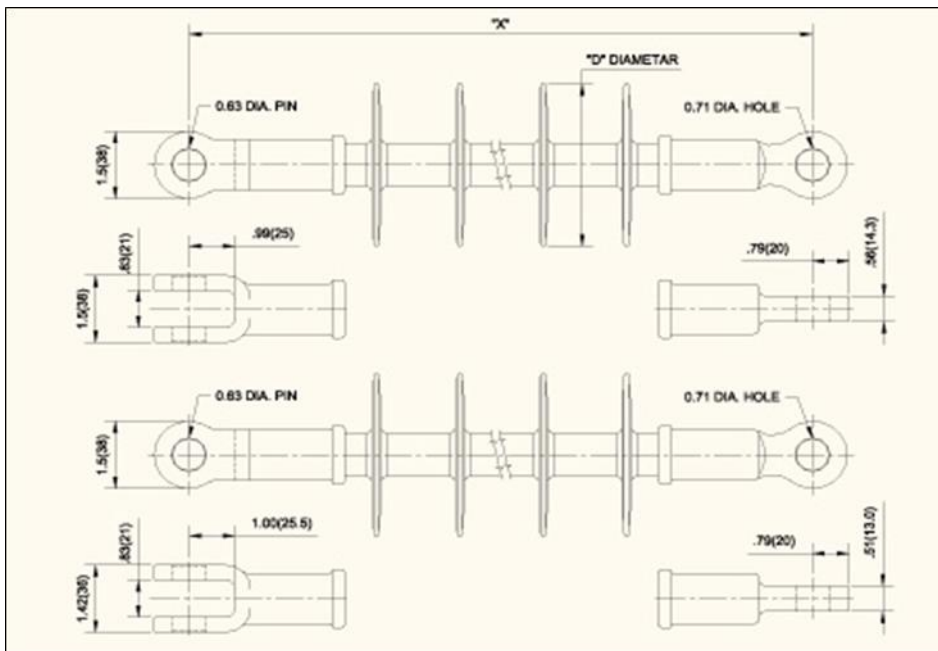 "X"
"D" DIAMETAR
0.63 DIA. PIN
0.71 DIA. HOLE
1.5(38)
.99(25)
.83(21)
1.5(38)
.79(20)
.56(14.3)
0.63 DIA. PIN
0.71 DIA. HOLE
1.5(38)
1.00(25.5)
.83(21)
1.42(36)
.79(20)
.51(13.0)